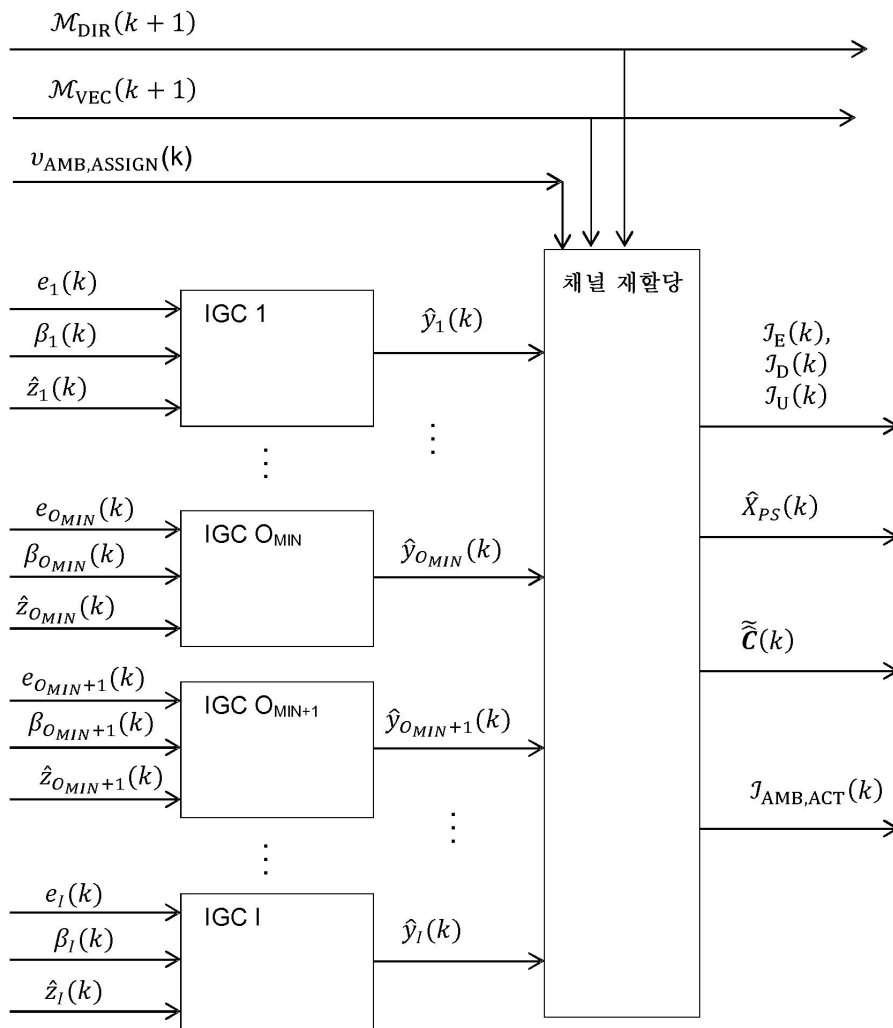 ℳ_DIR(k + 1)
ℳ_VEC(k + 1)
υ_AMB,ASSIGN(k)
채널 재할당
e_1(k)
β_1(k)
ẑ_1(k)
IGC 1
ŷ_1(k)
⋮
⋮
e_{O_MIN}(k)
β_{O_MIN}(k)
ẑ_{O_MIN}(k)
IGC O_MIN
ŷ_{O_MIN}(k)
e_{O_MIN+1}(k)
β_{O_MIN+1}(k)
ẑ_{O_MIN+1}(k)
IGC O_MIN+1
ŷ_{O_MIN+1}(k)
⋮
⋮
e_I(k)
β_I(k)
ẑ_I(k)
IGC I
ŷ_I(k)
ℐ_E(k),
ℐ_D(k)
ℐ_U(k)
X̂_PS(k)
C̃̂̃(k)
ℐ_AMB,ACT(k)